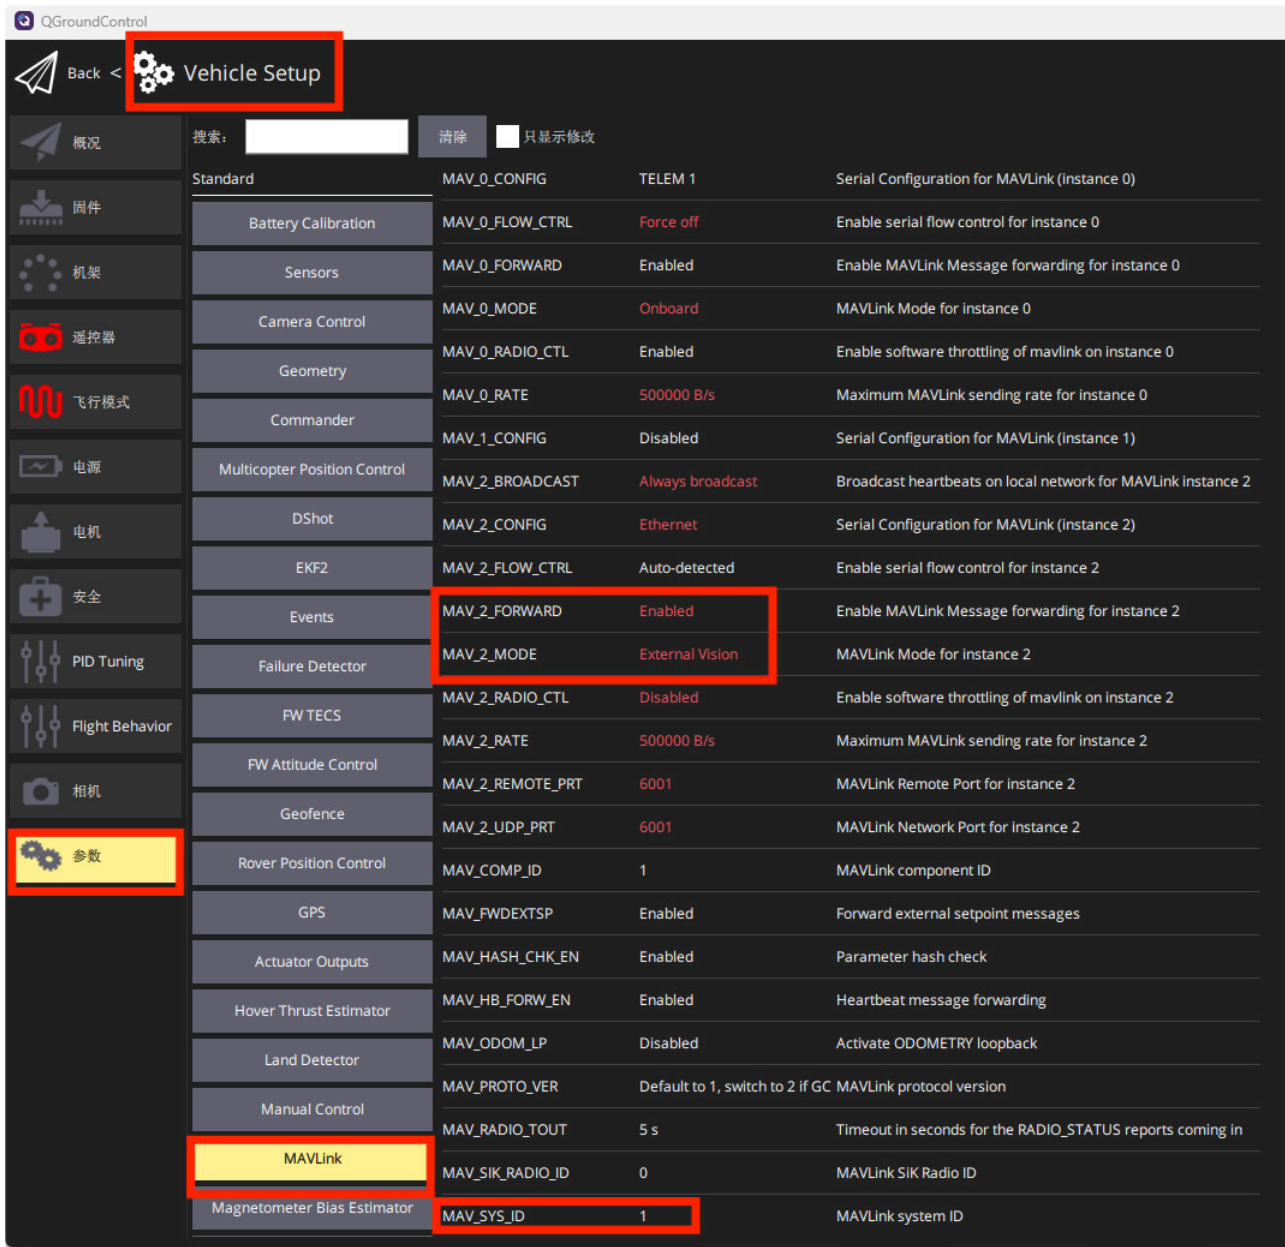 QGroundControl
Back < Vehicle Setup
搜索： 清除 只显示修改
概况
固件
机架
遥控器
飞行模式
电源
电机
安全
PID Tuning
Flight Behavior
相机
参数
Standard
Battery Calibration
Sensors
Camera Control
Geometry
Commander
Multicopter Position Control
DShot
EKF2
Events
Failure Detector
FW TECS
FW Attitude Control
Geofence
Rover Position Control
GPS
Actuator Outputs
Hover Thrust Estimator
Land Detector
Manual Control
MAVLink
Magnetometer Bias Estimator
MAV_0_CONFIG TELEM 1 Serial Configuration for MAVLink (instance 0)
MAV_0_FLOW_CTRL Force off Enable serial flow control for instance 0
MAV_0_FORWARD Enabled Enable MAVLink Message forwarding for instance 0
MAV_0_MODE Onboard MAVLink Mode for instance 0
MAV_0_RADIO_CTL Enabled Enable software throttling of mavlink on instance 0
MAV_0_RATE 500000 B/s Maximum MAVLink sending rate for instance 0
MAV_1_CONFIG Disabled Serial Configuration for MAVLink (instance 1)
MAV_2_BROADCAST Always broadcast Broadcast heartbeats on local network for MAVLink instance 2
MAV_2_CONFIG Ethernet Serial Configuration for MAVLink (instance 2)
MAV_2_FLOW_CTRL Auto-detected Enable serial flow control for instance 2
MAV_2_FORWARD Enabled Enable MAVLink Message forwarding for instance 2
MAV_2_MODE External Vision MAVLink Mode for instance 2
MAV_2_RADIO_CTL Disabled Enable software throttling of mavlink on instance 2
MAV_2_RATE 500000 B/s Maximum MAVLink sending rate for instance 2
MAV_2_REMOTE_PRT 6001 MAVLink Remote Port for instance 2
MAV_2_UDP_PRT 6001 MAVLink Network Port for instance 2
MAV_COMP_ID 1 MAVLink component ID
MAV_FWDEXTSP Enabled Forward external setpoint messages
MAV_HASH_CHK_EN Enabled Parameter hash check
MAV_HB_FORW_EN Enabled Heartbeat message forwarding
MAV_ODOM_LP Disabled Activate ODOMETRY loopback
MAV_PROTO_VER Default to 1, switch to 2 if GC MAVLink protocol version
MAV_RADIO_TOUT 5 s Timeout in seconds for the RADIO_STATUS reports coming in
MAV_SIK_RADIO_ID 0 MAVLink SiK Radio ID
MAV_SYS_ID 1 MAVLink system ID